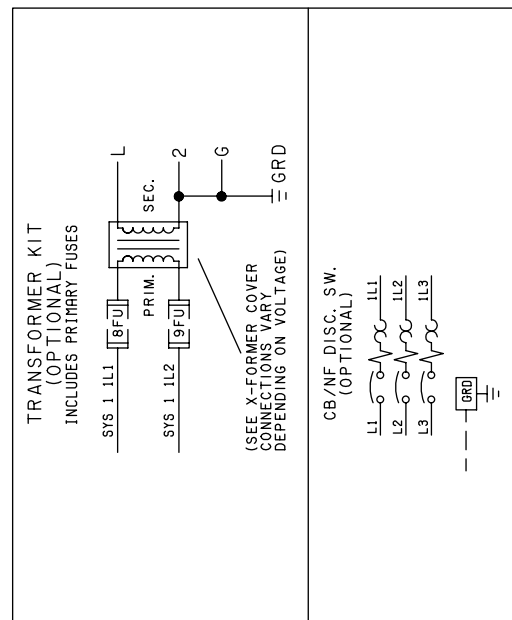 TRANSFORMER KIT
(OPTIONAL)
INCLUDES PRIMARY FUSES
SYS 1 1L1
8FU
SYS 1 1L2
9FU
PRIM.
SEC.
L
2
G
GRD
(SEE X-FORMER COVER
CONNECTIONS VARY
DEPENDING ON VOLTAGE)
CB/NF DISC. SW.
(OPTIONAL)
L1
1L1
L2
1L2
L3
1L3
GRD